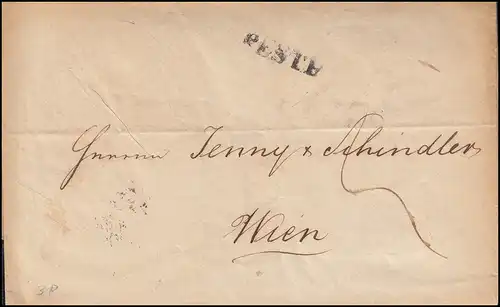 PESTH
Herren Jenny & Schindler
Wien